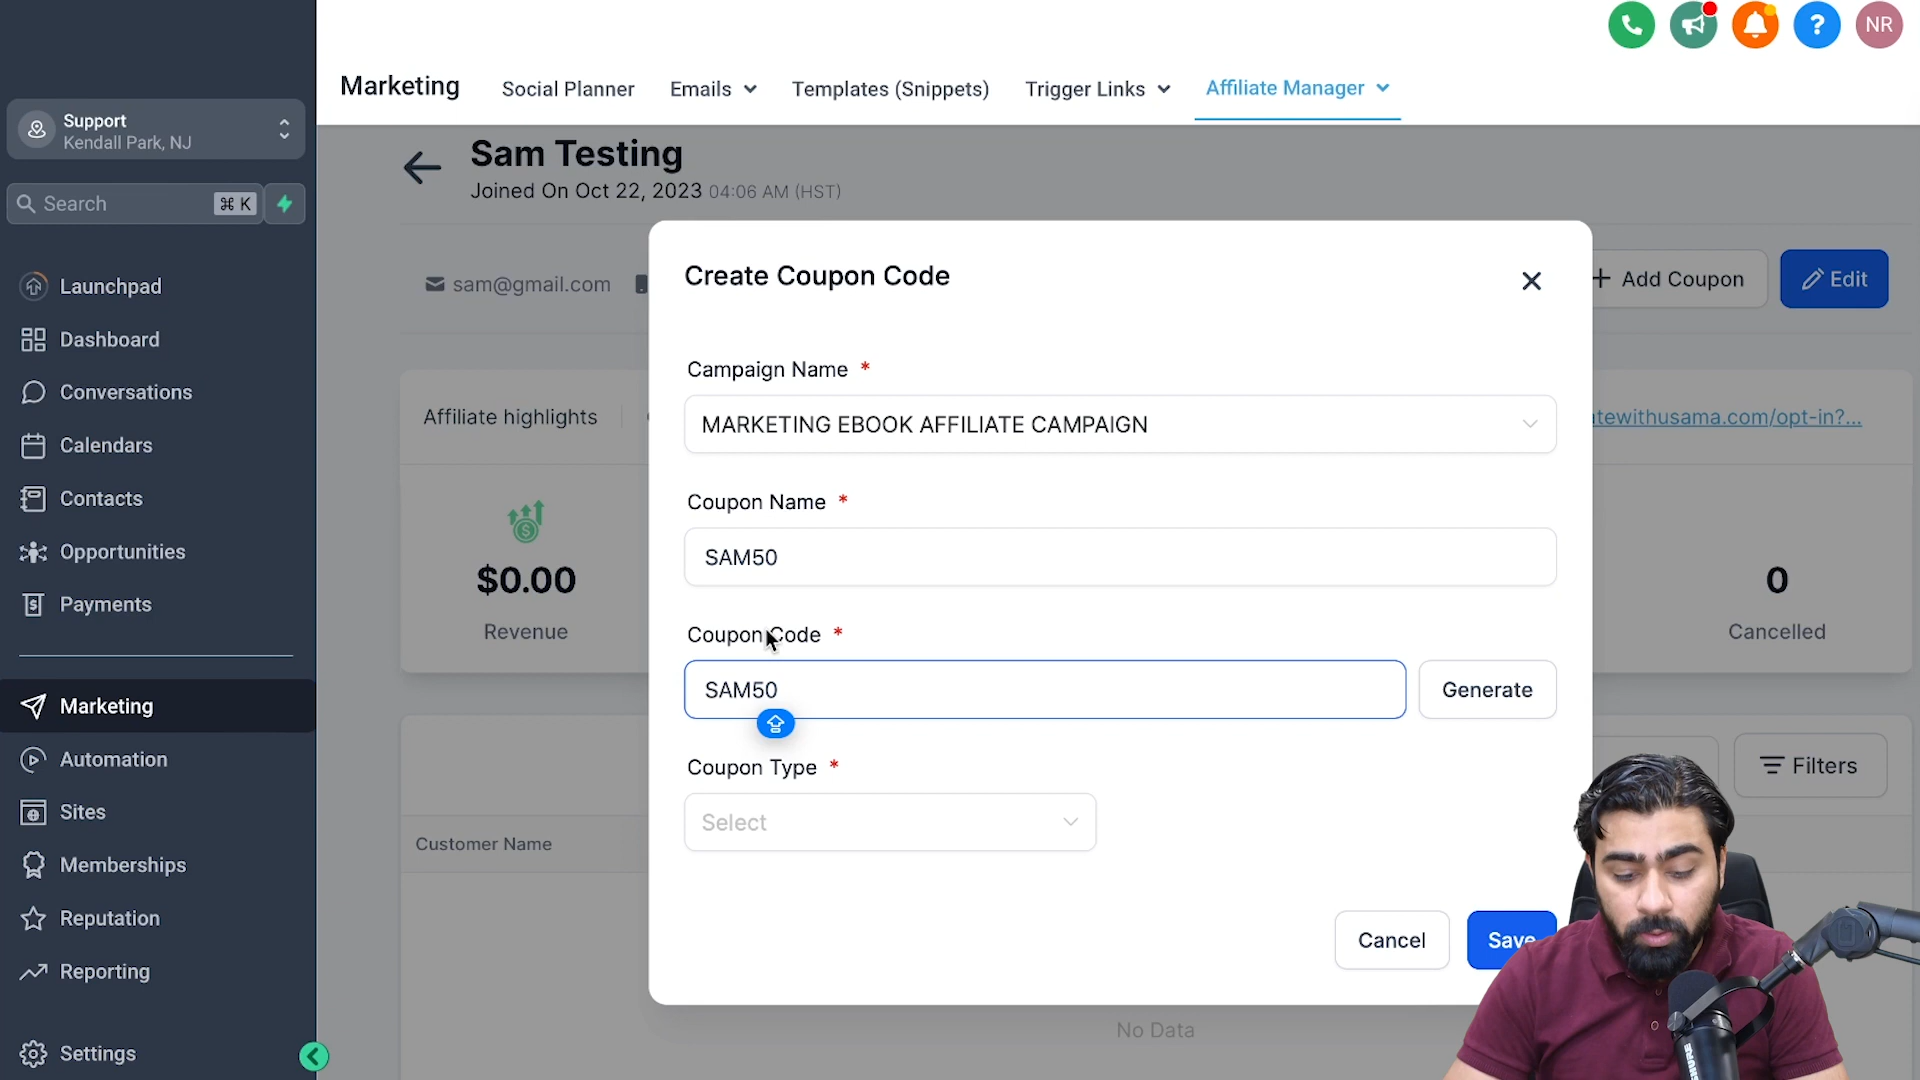 NR
Marketing
Social Planner
Emails
Templates (Snippets)
Trigger Links
Affiliate Manager
Support
Kendall Park, NJ
Search
⌘ K
Launchpad
Dashboard
Conversations
Calendars
Contacts
Opportunities
Payments
Marketing
Automation
Sites
Memberships
Reputation
Reporting
Settings
Sam Testing
Joined On Oct 22, 2023 04:06 AM (HST)
sam@gmail.com
+ Add Coupon
Edit
Affiliate highlights
atewithusama.com/opt-in?...
$0.00
Revenue
0
Cancelled
Filters
Customer Name
No Data
Create Coupon Code
Campaign Name *
MARKETING EBOOK AFFILIATE CAMPAIGN
Coupon Name *
SAM50
Coupon Code *
SAM50
Generate
Coupon Type *
Select
Cancel
Save
SHURE